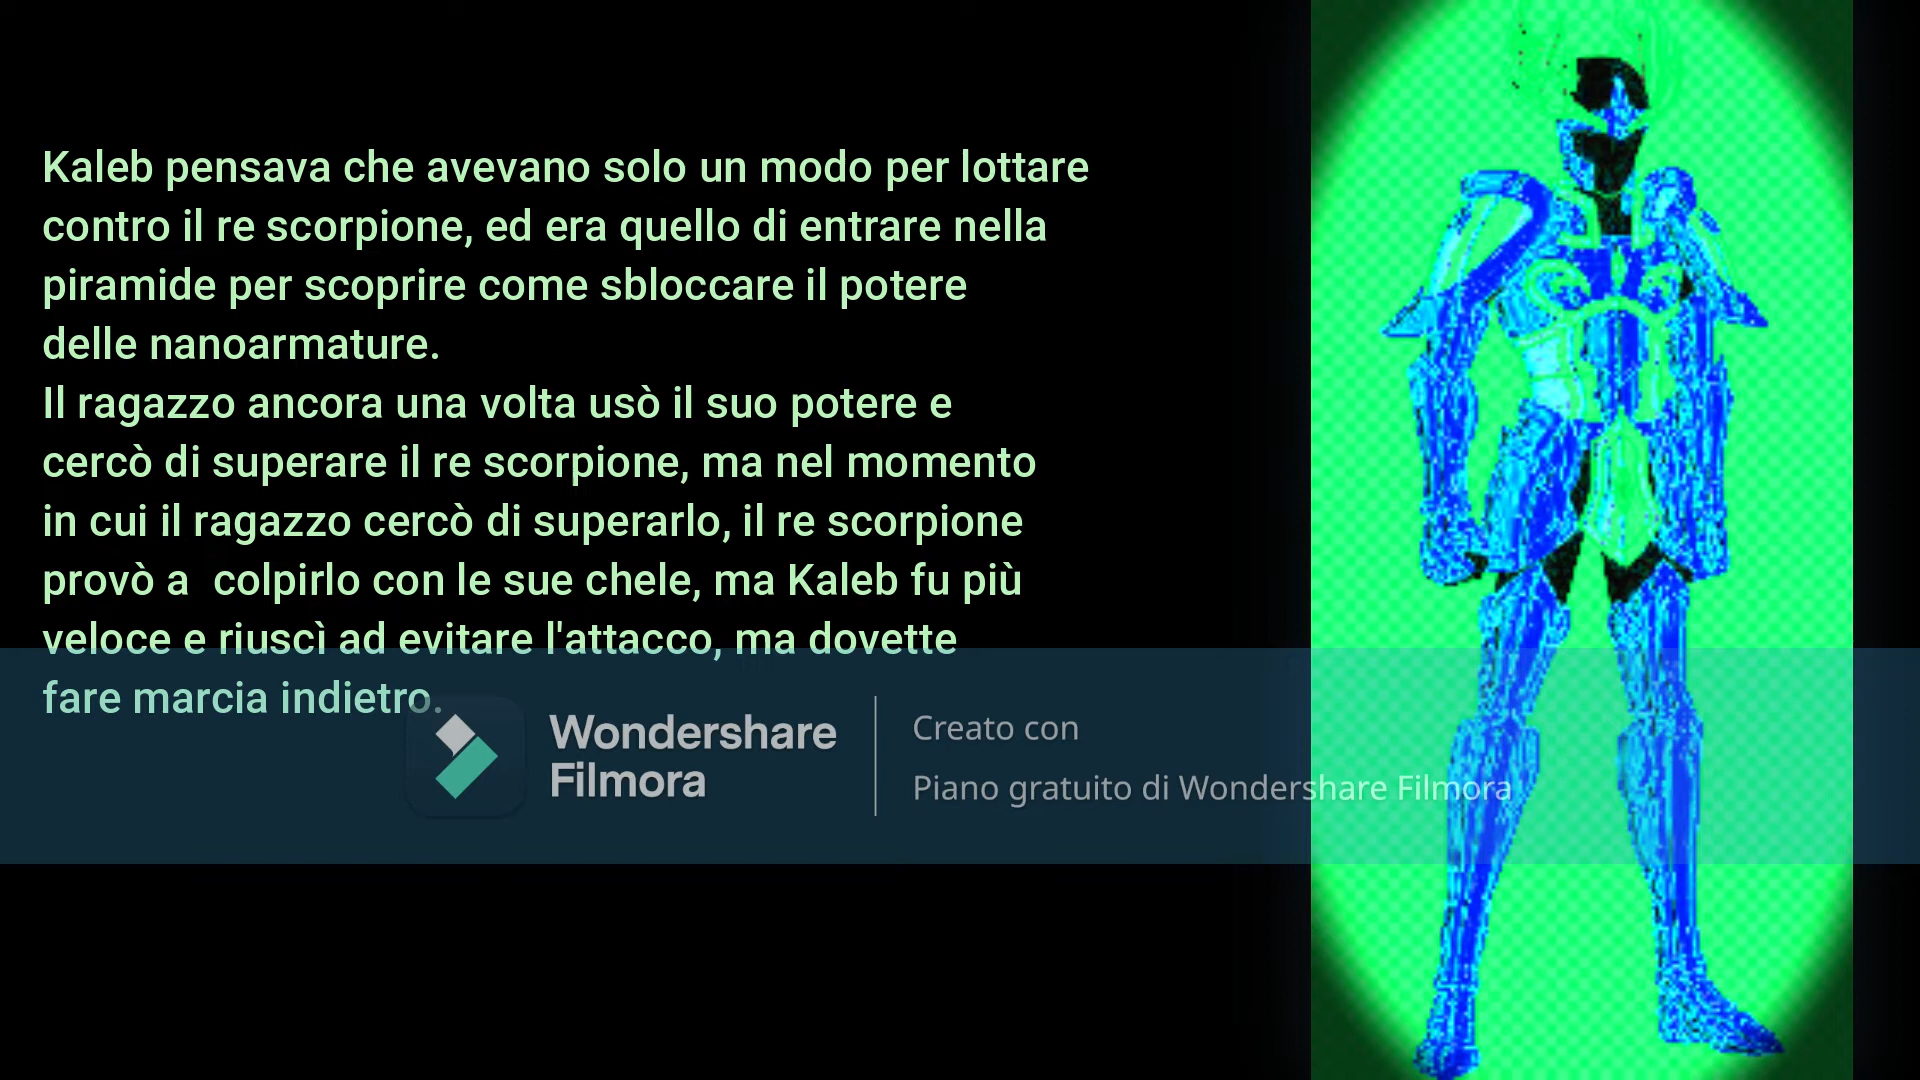 Kaleb pensava che avevano solo un modo per lottare
contro il re scorpione, ed era quello di entrare nella
piramide per scoprire come sbloccare il potere
delle nanoarmature.
Il ragazzo ancora una volta usò il suo potere e
cercò di superare il re scorpione, ma nel momento
in cui il ragazzo cercò di superarlo, il re scorpione
provò a  colpirlo con le sue chele, ma Kaleb fu più
veloce e riuscì ad evitare l'attacco, ma dovette
fare marcia indietro.
Wondershare
Filmora
Creato con
Piano gratuito di Wondershare Filmora